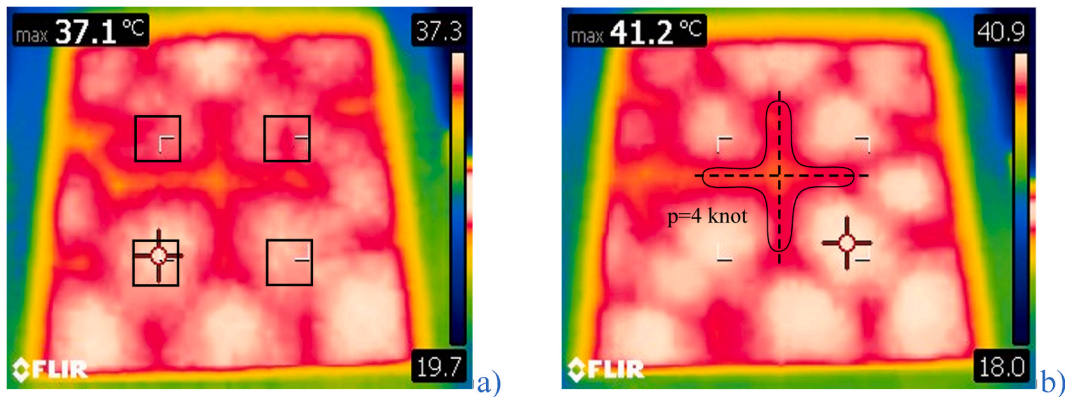 max 37.1 °C
37.3
19.7
FLIR
a)
max 41.2 °C
40.9
p=4 knot
18.0
FLIR
b)